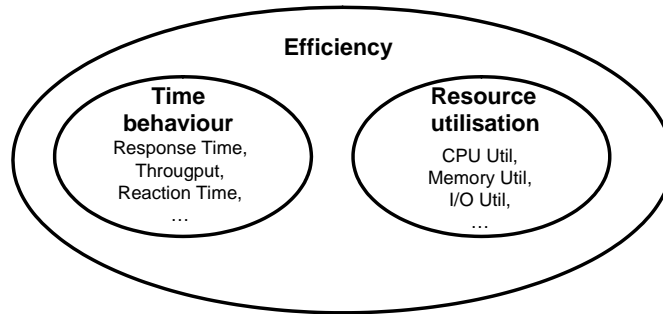 Efficiency
Time
behaviour
Response Time,
Througput,
Reaction Time,
…
Resource
utilisation
CPU Util,
Memory Util,
I/O Util,
…